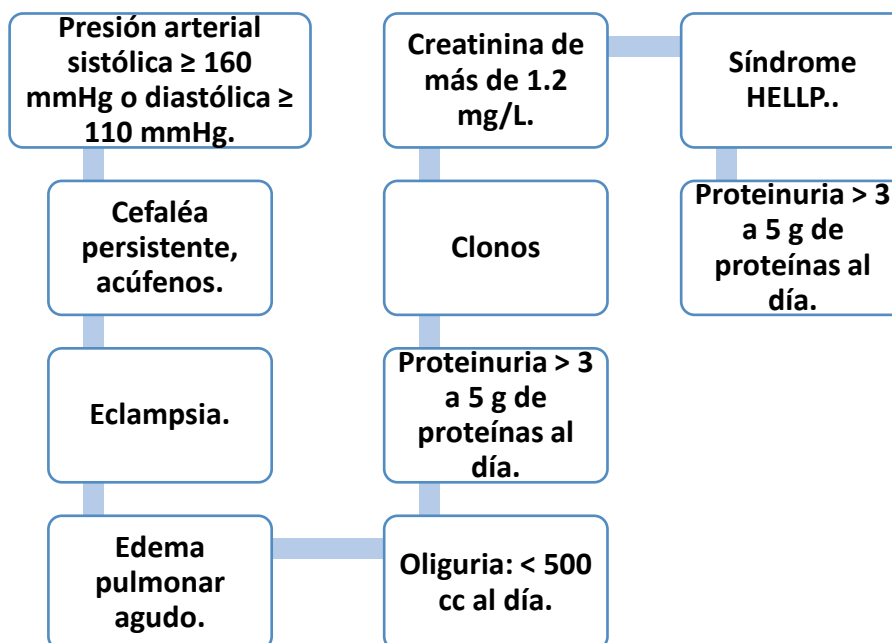 Presión arterial
sistólica ≥ 160
mmHg o diastólica ≥
110 mmHg.
Cefaléa
persistente,
acúfenos.
Eclampsia.
Edema
pulmonar
agudo.
Oliguria: < 500
cc al día.
Proteinuria > 3
a 5 g de
proteínas al
día.
Clonos
Creatinina de
más de 1.2
mg/L.
Síndrome
HELLP..
Proteinuria > 3
a 5 g de
proteínas al
día.